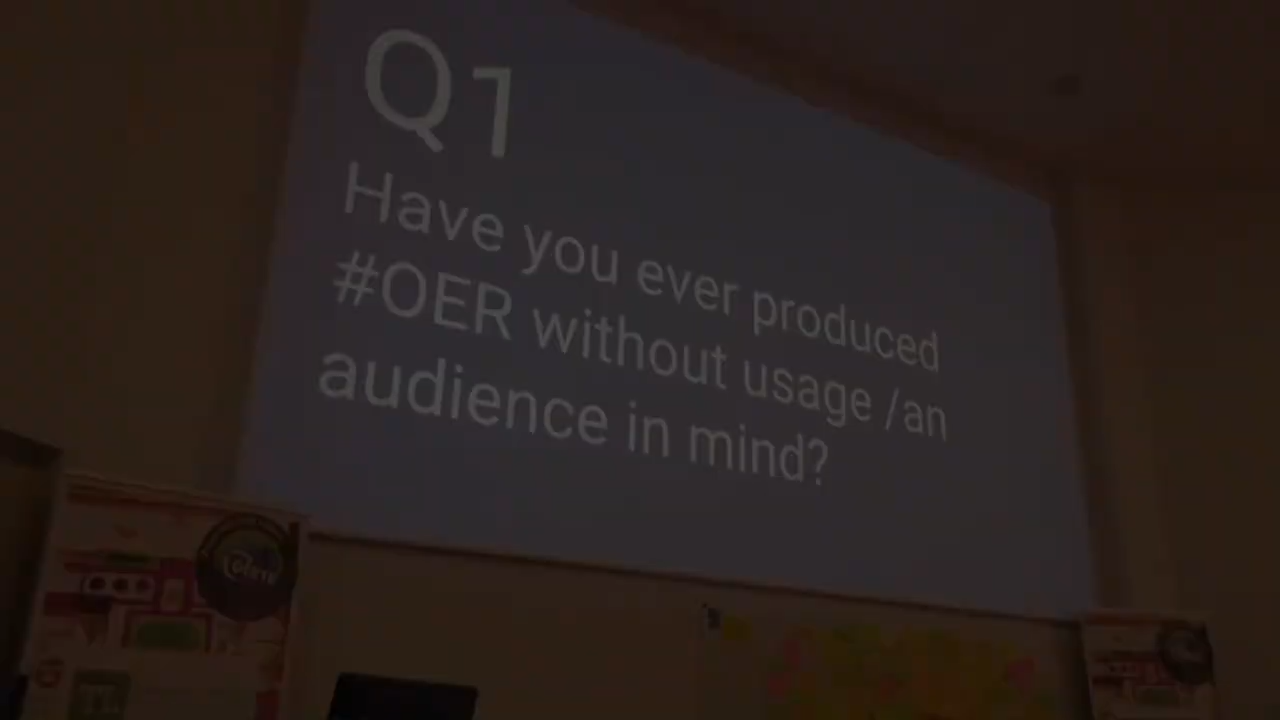 Q1
Have you ever produced
#OER without usage /an
audience in mind?